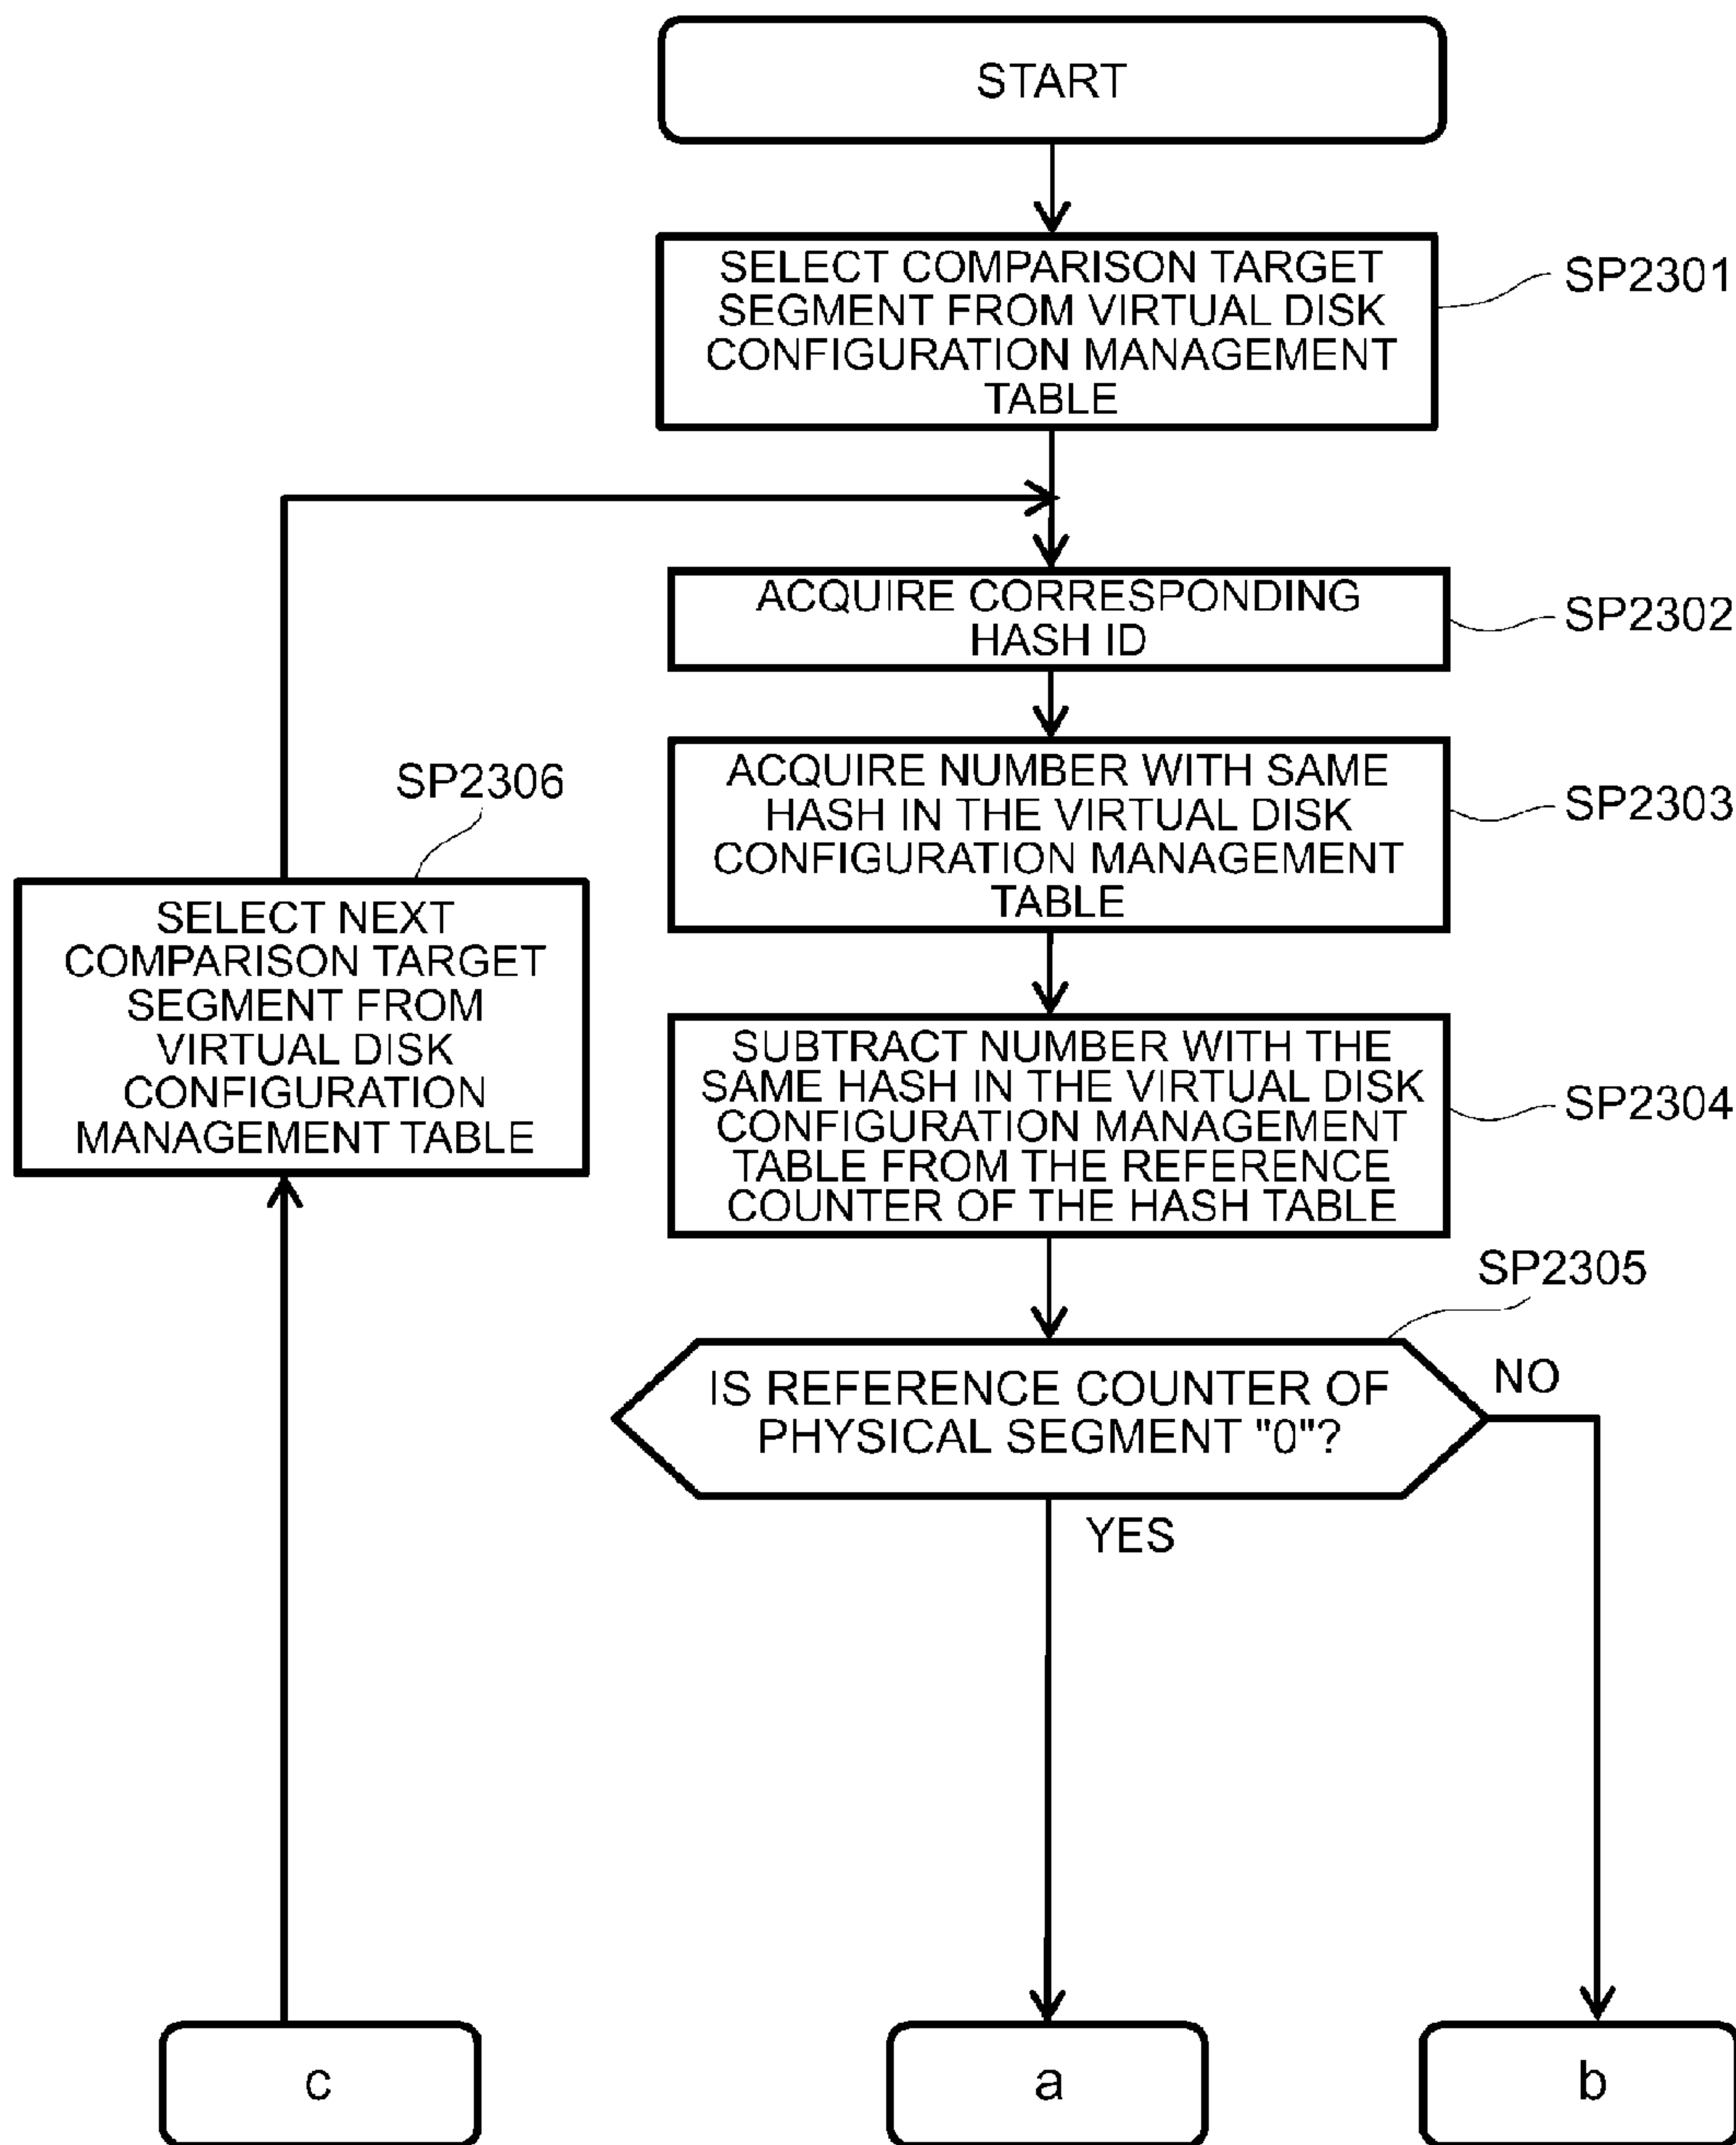 START
SELECT COMPARISON TARGET
SEGMENT FROM VIRTUAL DISK
CONFIGURATION MANAGEMENT
TABLE
SP2301
ACQUIRE CORRESPONDING
HASH ID
SP2302
ACQUIRE NUMBER WITH SAME
HASH IN THE VIRTUAL DISK
CONFIGURATION MANAGEMENT
TABLE
SP2303
SP2306
SELECT NEXT
COMPARISON TARGET
SEGMENT FROM
VIRTUAL DISK
CONFIGURATION
MANAGEMENT TABLE
SUBTRACT NUMBER WITH THE
SAME HASH IN THE VIRTUAL DISK
CONFIGURATION MANAGEMENT
TABLE FROM THE REFERENCE
COUNTER OF THE HASH TABLE
SP2304
SP2305
IS REFERENCE COUNTER OF
PHYSICAL SEGMENT "0"?
NO
YES
c
a
b